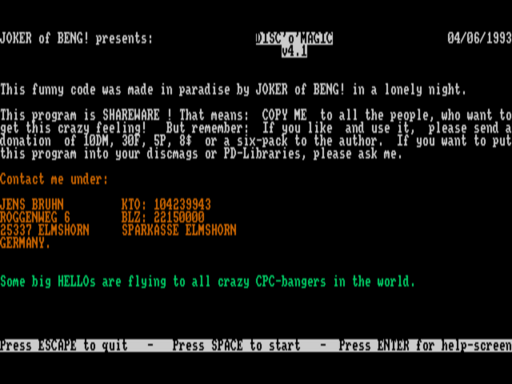 JOKER of BENG! presents: DISC'o'MAGIC 04/06/1993
v4.1
This funny code was made in paradise by JOKER of BENG! in a lonely night.
This program is SHAREWARE ! That means: COPY ME to all the people, who want to
get this crazy feeling! But remember: If you like and use it, please send a
donation of 10DM, 30F, 5P, 8$ or a six-pack to the author. If you want to put
this program into your discmags or PD-Libraries, please ask me.
Contact me under:
JENS BRUHN KTO: 104239943
ROGGENWEG 6 BLZ: 22150000
25337 ELMSHORN SPARKASSE ELMSHORN
GERMANY.
Some big HELLOs are flying to all crazy CPC-bangers in the world.
Press ESCAPE to quit - Press SPACE to start - Press ENTER for help-screen